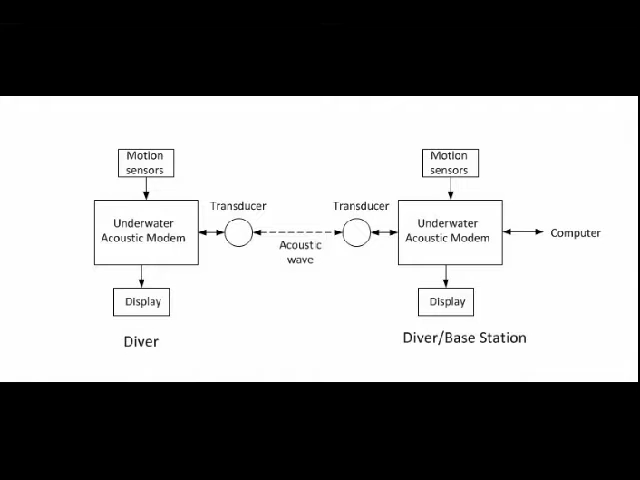 Motion
sensors
Transducer
Underwater
Acoustic Modem
Acoustic
wave
Display
Diver
Motion
sensors
Transducer
Underwater
Acoustic Modem
Computer
Display
Diver/Base Station